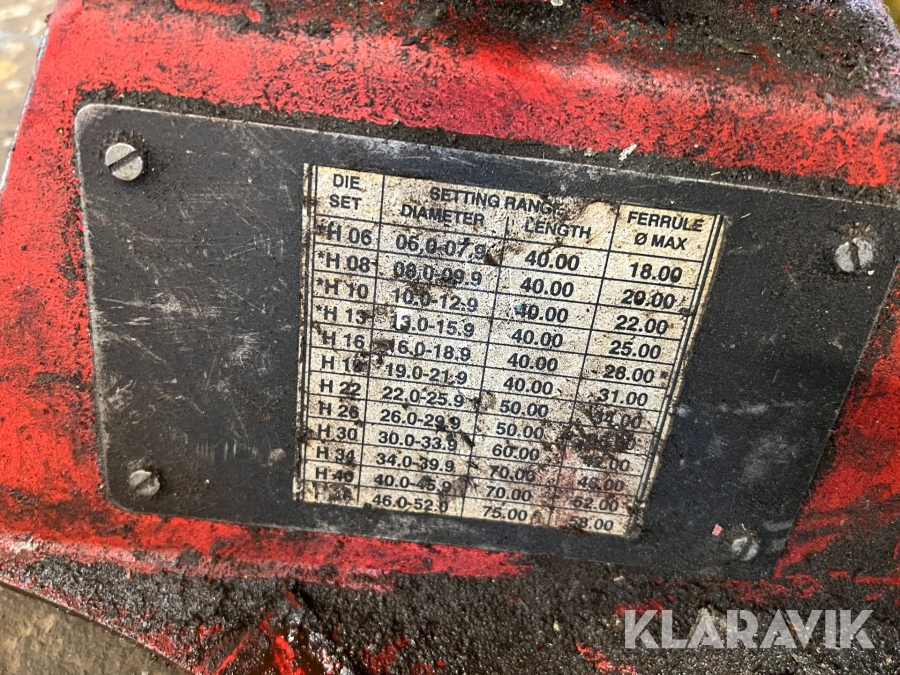 KLARAVIK
DIE SET SETTING RANGE DIAMETER LENGTH FERRULE Ø MAX
*H 06 06.0-07.9 40.00 18.00
*H 08 08.0-09.9 40.00 20.00
*H 10 10.0-12.9 40.00 22.00
*H 13 13.0-15.9 40.00 25.00
H 16 16.0-18.9 40.00 28.00
H 19.0-21.9 40.00 31.00
H 22 22.0-25.9 50.00
H 26 26.0-29.9 50.00
H 30 30.0-33.9 60.00
H 34 34.0-39.9 70.00
H 40 40.0-45.9 70.00 52.00
46.0-52.0 75.00 58.00
KLARAVIK